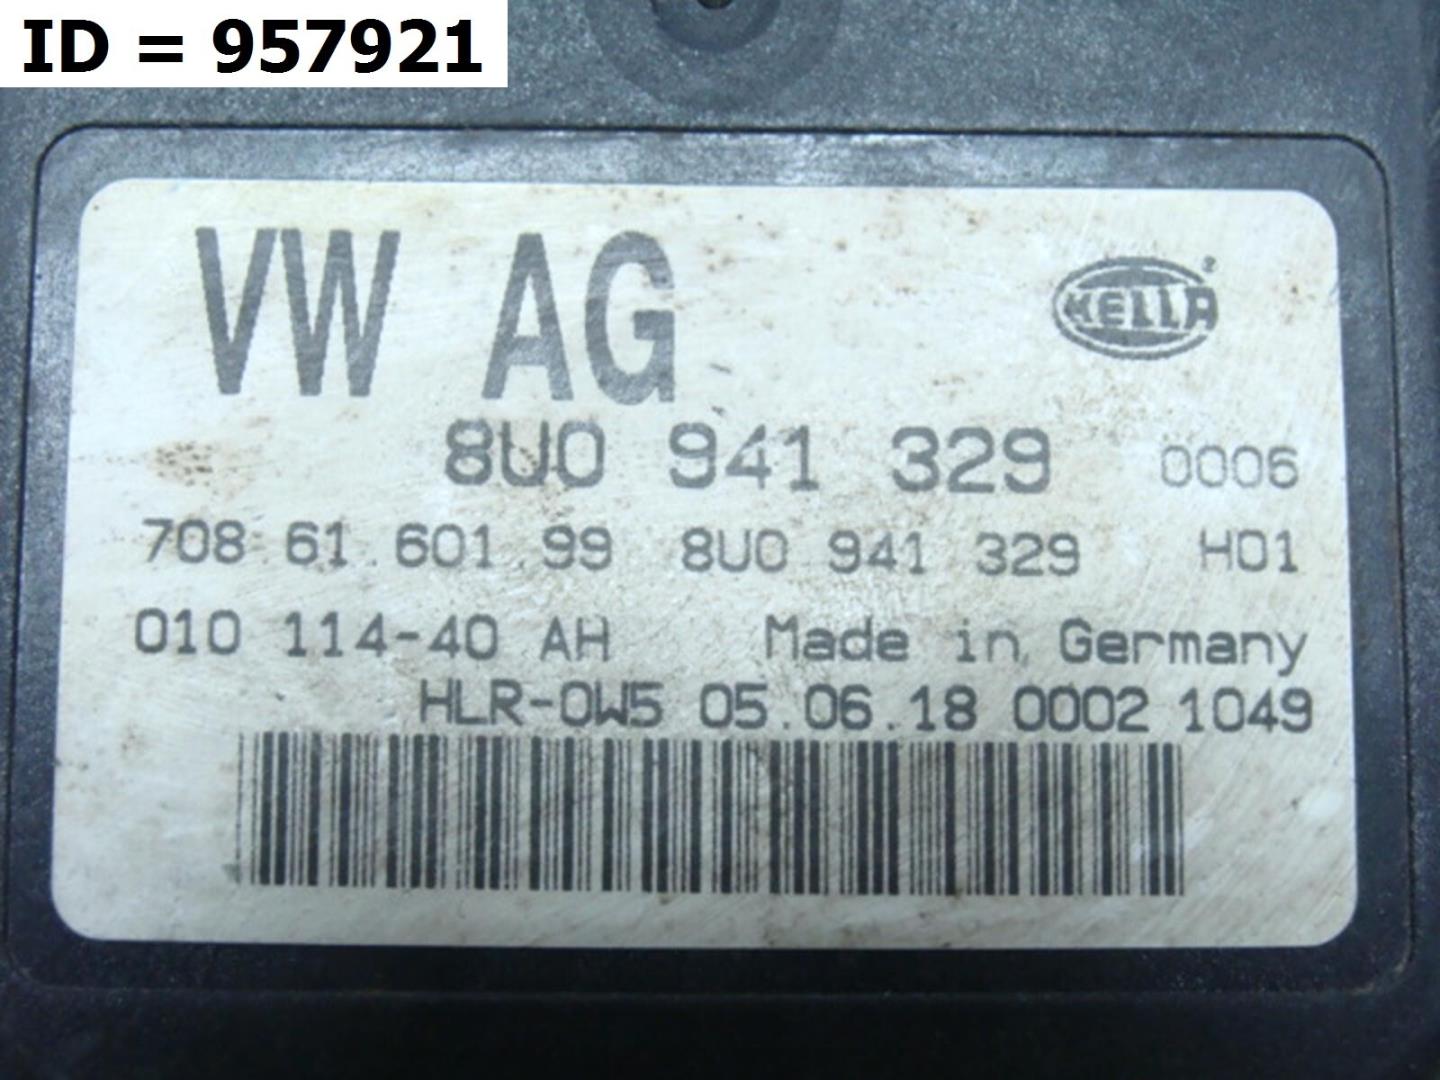 ID = 957921
VW AG
HELLA
8U0 941 329 0006
708 61 601 99 8U0 941 329 H01
010 114-40 AH Made in Germany
HLR-0W5 05.06.18 0002 1049